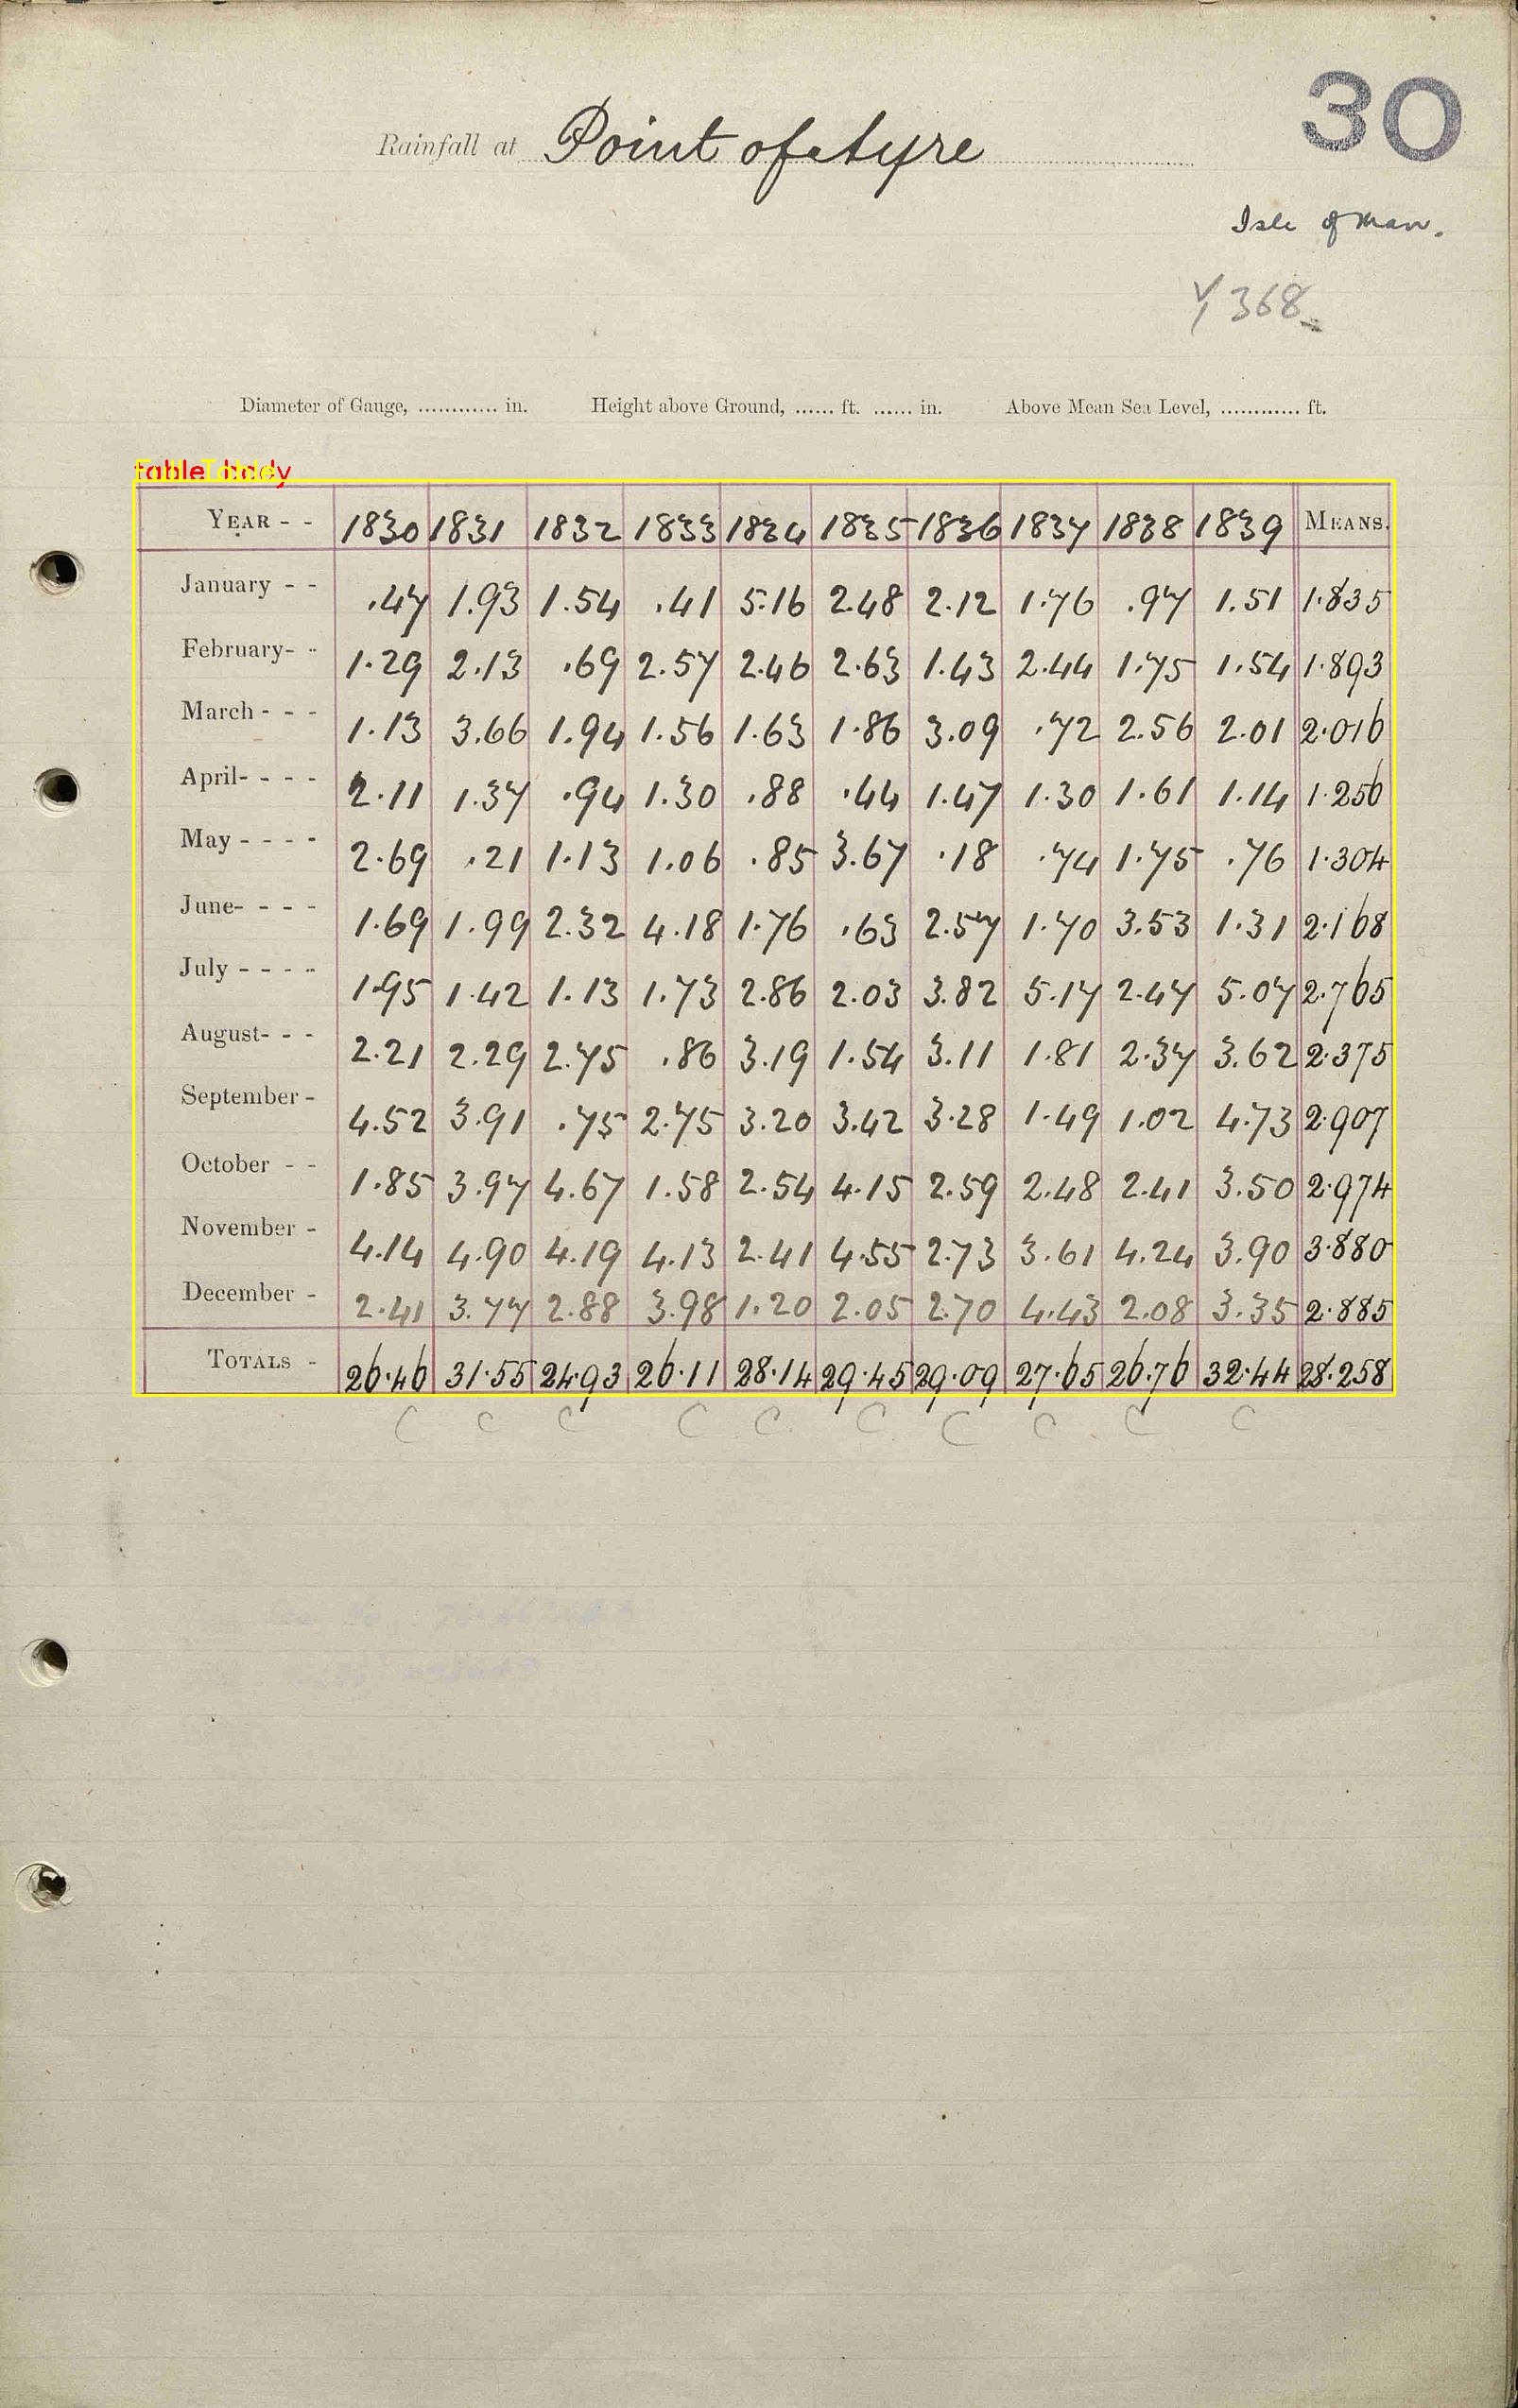 30
Rainfall at Point of Ayre
Isle of Man.
368
Diameter of Gauge, ............ in. Height above Ground, ...... ft. ...... in. Above Mean Sea Level, ............ ft.
YEAR - - 1830 1831 1832 1833 1834 1835 1836 1837 1838 1839 MEANS.
January - - .47 1.93 1.54 .41 5.16 2.48 2.12 1.76 .97 1.51 1.835
February- - 1.29 2.13 .69 2.57 2.46 2.63 1.43 2.44 1.75 1.54 1.893
March - - - 1.13 3.66 1.94 1.56 1.63 1.86 3.09 .72 2.56 2.01 2.016
April- - - - 2.11 1.37 .94 1.30 .88 .44 1.47 1.30 1.61 1.14 1.256
May - - - - 2.69 .21 1.13 1.06 .85 3.67 .18 .74 1.75 .76 1.304
June- - - - 1.69 1.99 2.32 4.18 1.76 .63 2.57 1.70 3.53 1.31 2.168
July - - - - 1.95 1.42 1.13 1.73 2.86 2.03 3.82 5.17 2.47 5.07 2.765
August- - - 2.21 2.29 2.75 .86 3.19 1.54 3.11 1.81 2.37 3.62 2.375
September - 4.52 3.91 .75 2.75 3.20 3.42 3.28 1.49 1.02 4.73 2.907
October - - 1.85 3.97 4.67 1.58 2.54 4.15 2.59 2.48 2.41 3.50 2.974
November - 4.14 4.90 4.19 4.13 2.41 4.55 2.73 3.61 4.24 3.90 3.880
December - 2.41 3.77 2.88 3.98 1.20 2.05 2.70 4.43 2.08 3.35 2.885
TOTALS - 26.46 31.55 24.93 26.11 28.14 29.45 29.09 27.65 26.76 32.44 28.258
C C C C C C C C C C